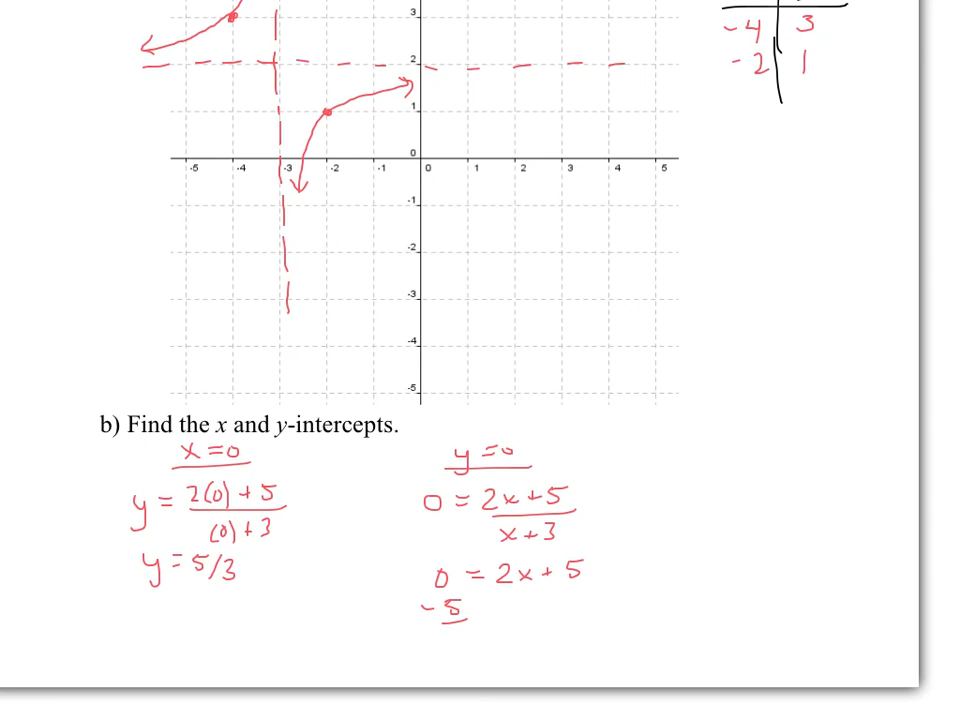 3
-4 3
2
-2 1
1
0
-5 -4 -3 -2 -1 0 1 2 3 4 5
-1
-2
-3
-4
-5
b) Find the x and y-intercepts.
x = 0
y = 0
y = 2(0) + 5
(0) + 3
0 = 2x + 5
x + 3
y = 5/3
0 = 2x + 5
-5